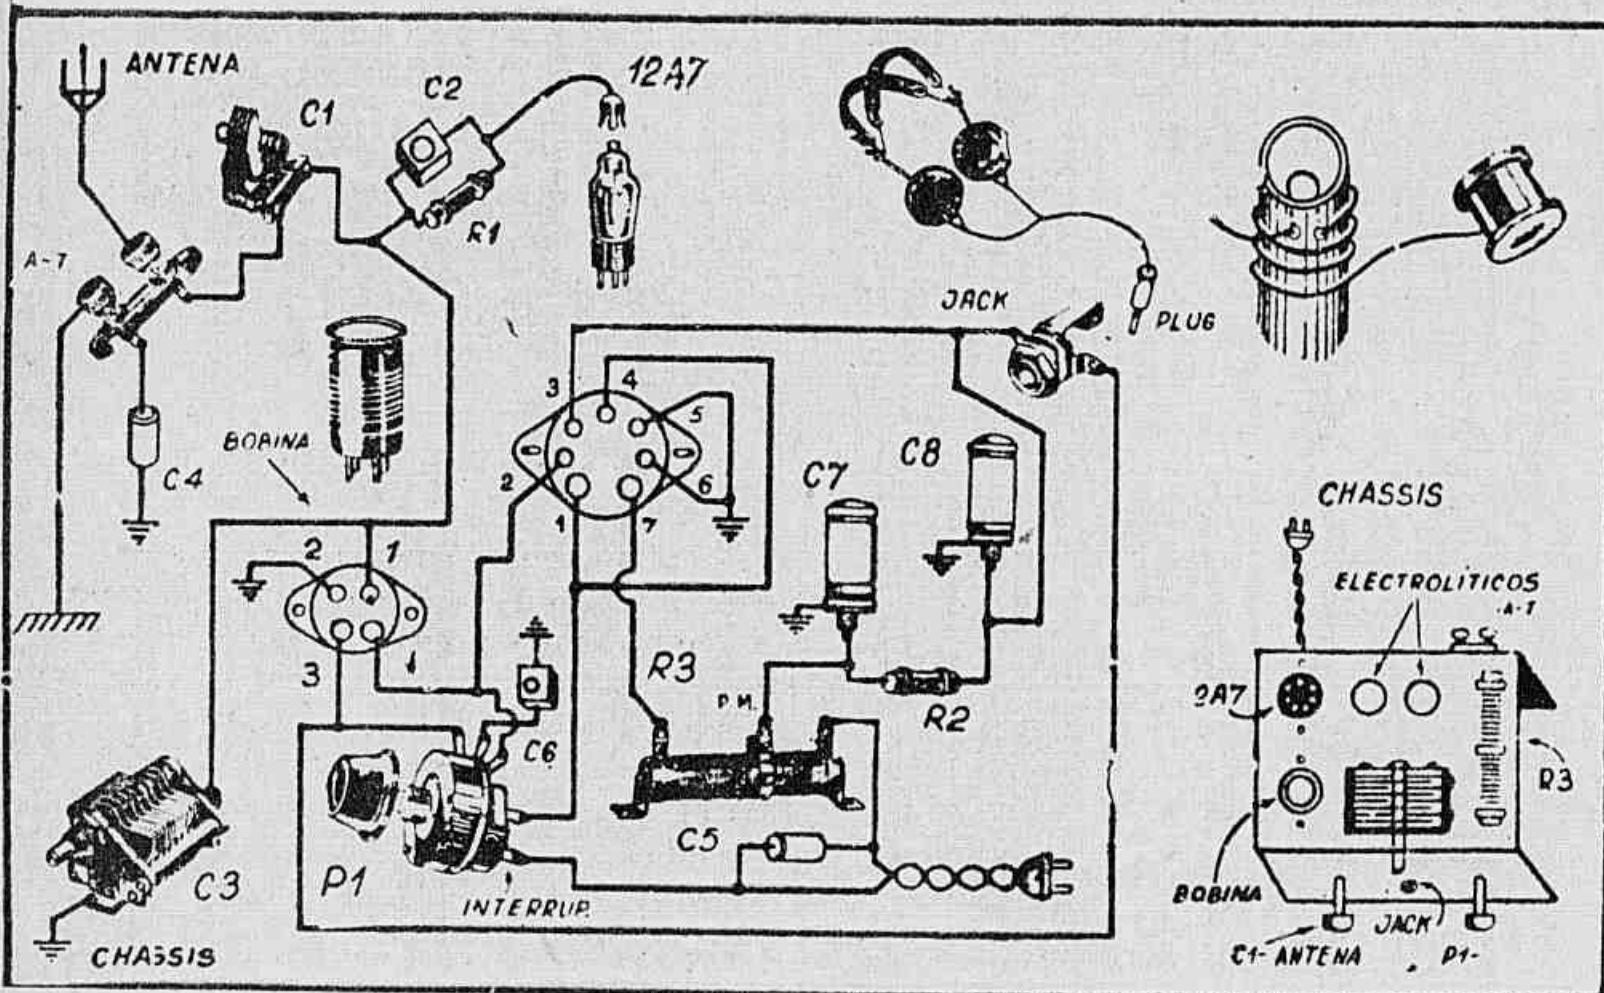 ANTENA
C1
C2
12A7
R1
A-T
JACK
PLUG
C4
BOBINA
3
4
5
2
6
1
7
C7
C8
2
1
3
C6
R3
P.M.
R2
C3
P1
C5
INTERRUP.
CHASSIS
CHASSIS
ELECTROLITICOS
A-T
2A7
R3
BOBINA
JACK
C1- ANTENA
P1-